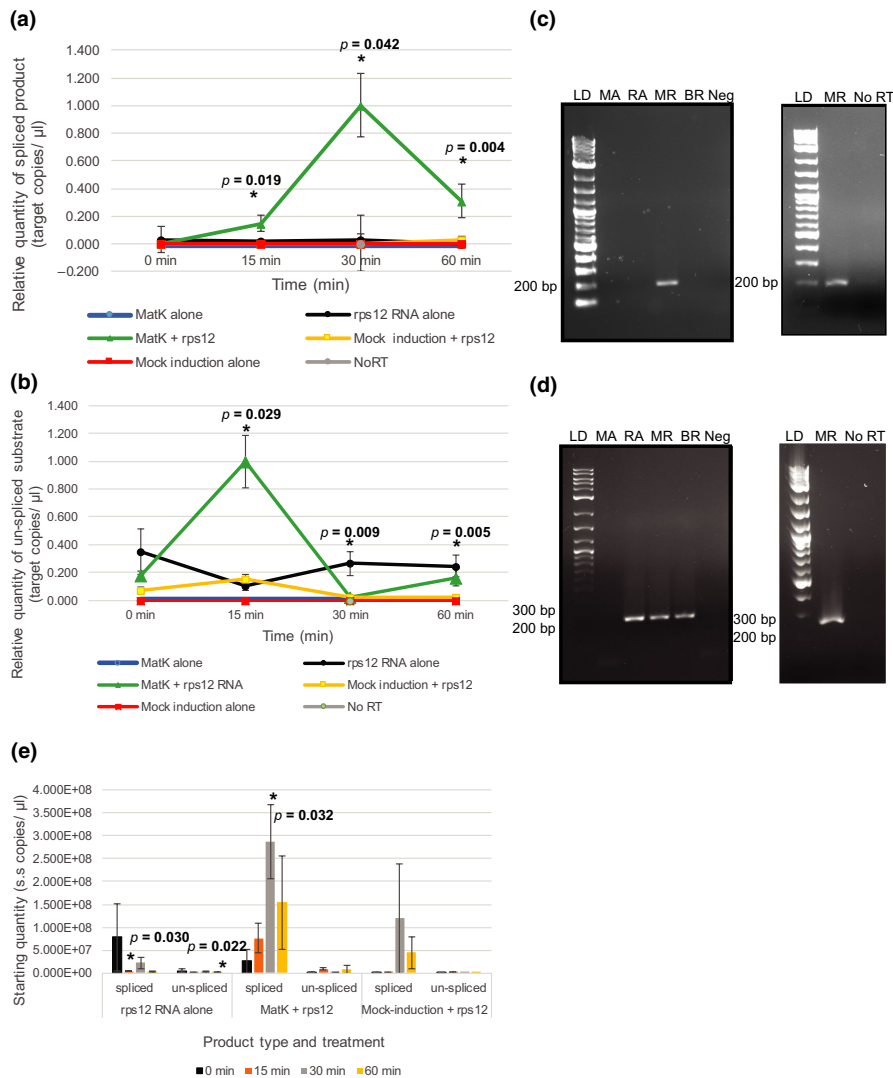 (a)
Relative quantity of spliced product
(target copies/ µl)
1.400
1.200
1.000
0.800
0.600
0.400
0.200
0.000
−0.200
p = 0.019
p = 0.042
p = 0.004
*
*
*
0 min
15 min
30 min
60 min
Time (min)
MatK alone
rps12 RNA alone
MatK + rps12
Mock induction + rps12
Mock induction alone
NoRT
(b)
Relative quantity of un-spliced substrate
(target copies/ µl)
1.400
1.200
1.000
0.800
0.600
0.400
0.200
0.000
p = 0.029
p = 0.009
p = 0.005
*
*
*
0 min
15 min
30 min
60 min
Time (min)
MatK alone
rps12 RNA alone
MatK + rps12 RNA
Mock induction + rps12
Mock induction alone
No RT
(c)
LD MA RA MR BR Neg
200 bp
LD MR No RT
200 bp
(d)
LD MA RA MR BR Neg
300 bp
200 bp
LD MR No RT
300 bp
200 bp
(e)
Starting quantity (s.s copies/ µl)
4.000E+08
3.500E+08
3.000E+08
2.500E+08
2.000E+08
1.500E+08
1.000E+08
5.000E+07
0.000E+00
p = 0.030
*
p = 0.022
*
*
p = 0.032
spliced un-spliced spliced un-spliced spliced un-spliced
rps12 RNA alone MatK + rps12 Mock-induction + rps12
Product type and treatment
0 min 15 min 30 min 60 min